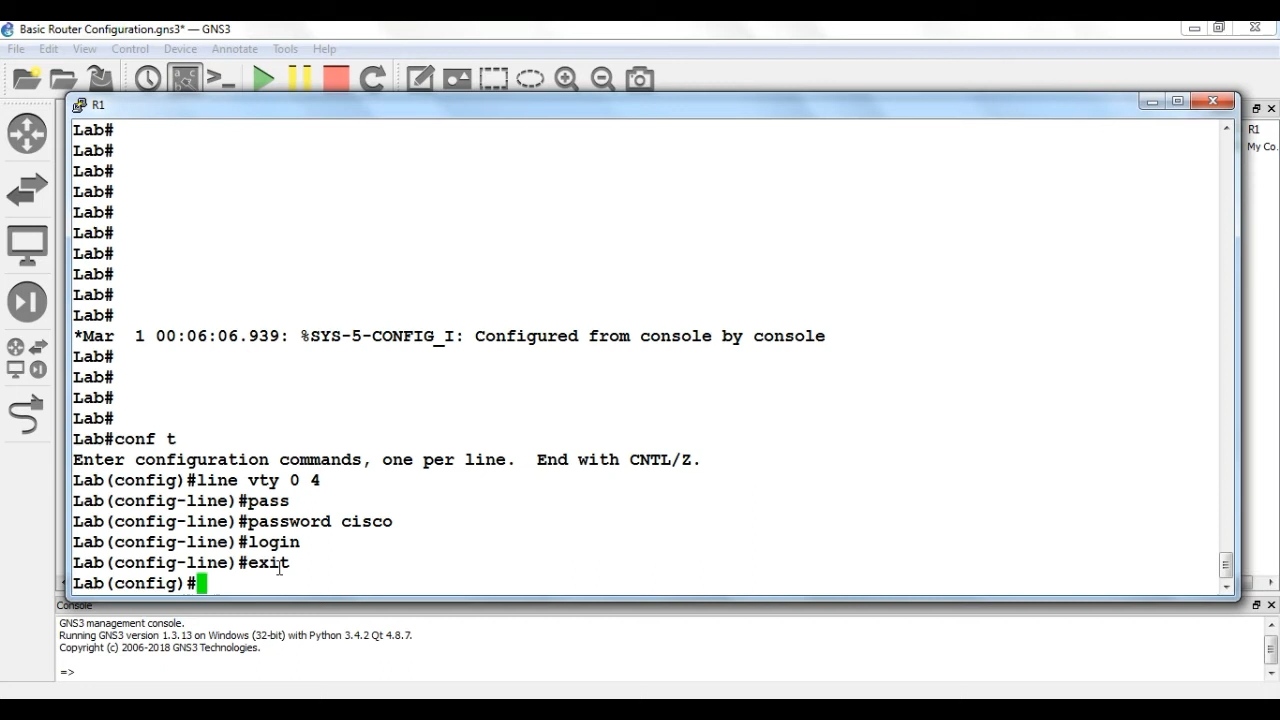 Basic Router Configuration.gns3* — GNS3
File Edit View Control Device Annotate Tools Help
R1
Lab#
Lab#
Lab#
Lab#
Lab#
Lab#
Lab#
Lab#
Lab#
Lab#
*Mar  1 00:06:06.939: %SYS-5-CONFIG_I: Configured from console by console
Lab#
Lab#
Lab#
Lab#
Lab#conf t
Enter configuration commands, one per line.  End with CNTL/Z.
Lab(config)#line vty 0 4
Lab(config-line)#pass
Lab(config-line)#password cisco
Lab(config-line)#login
Lab(config-line)#exit
Lab(config)#
R1
My Co.
Console
GNS3 management console.
Running GNS3 version 1.3.13 on Windows (32-bit) with Python 3.4.2 Qt 4.8.7.
Copyright (c) 2006-2018 GNS3 Technologies.
=>